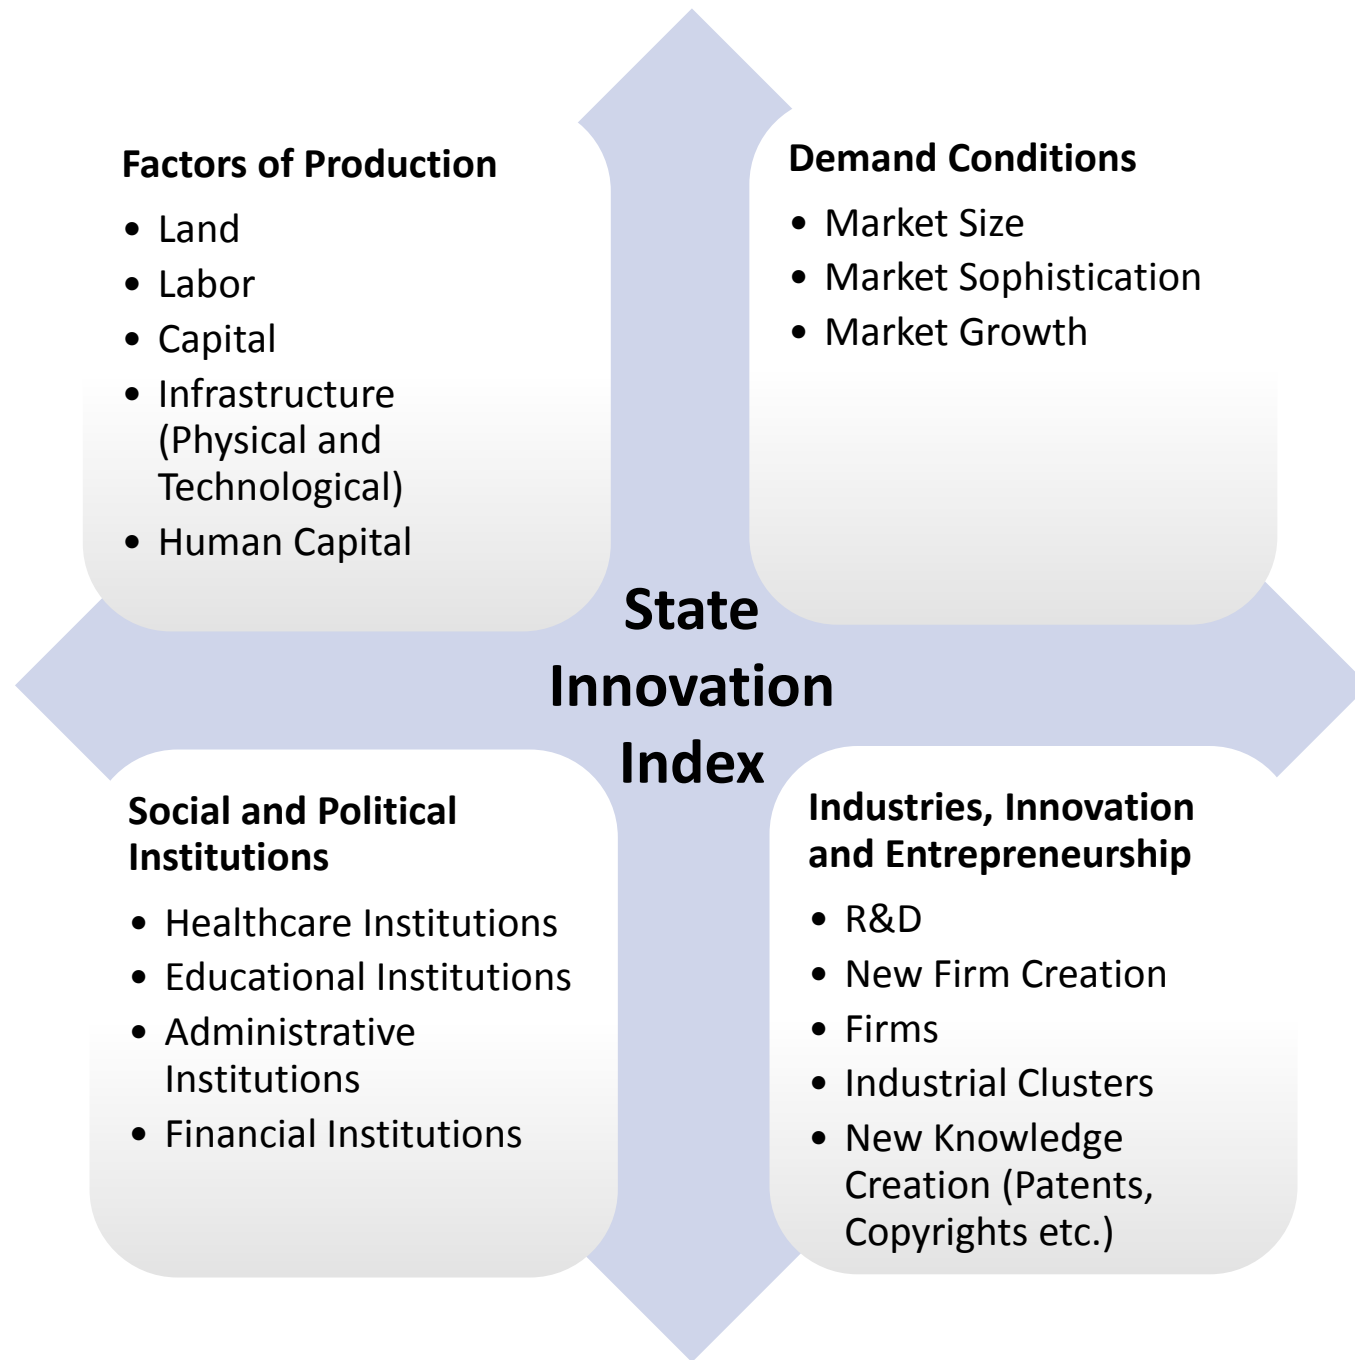 Factors of Production
• Land
• Labor
• Capital
• Infrastructure
(Physical and
Technological)
• Human Capital
Demand Conditions
• Market Size
• Market Sophistication
• Market Growth
State
Innovation
Index
Social and Political
Institutions
• Healthcare Institutions
• Educational Institutions
• Administrative
Institutions
• Financial Institutions
Industries, Innovation
and Entrepreneurship
• R&D
• New Firm Creation
• Firms
• Industrial Clusters
• New Knowledge
Creation (Patents,
Copyrights etc.)